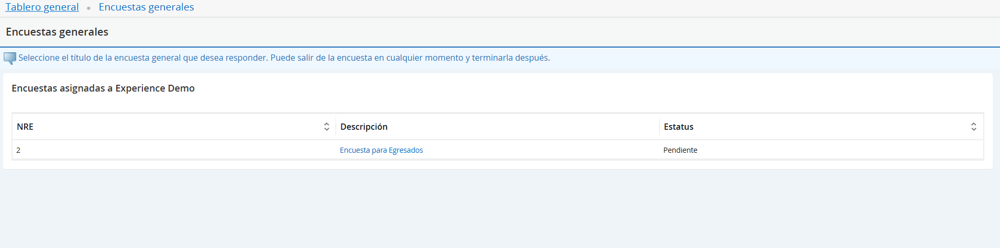 Tablero general • Encuestas generales
Encuestas generales
Seleccione el título de la encuesta general que desea responder. Puede salir de la encuesta en cualquier momento y terminarla después.
Encuestas asignadas a Experience Demo
NRE Descripción Estatus
2 Encuesta para Egresados Pendiente